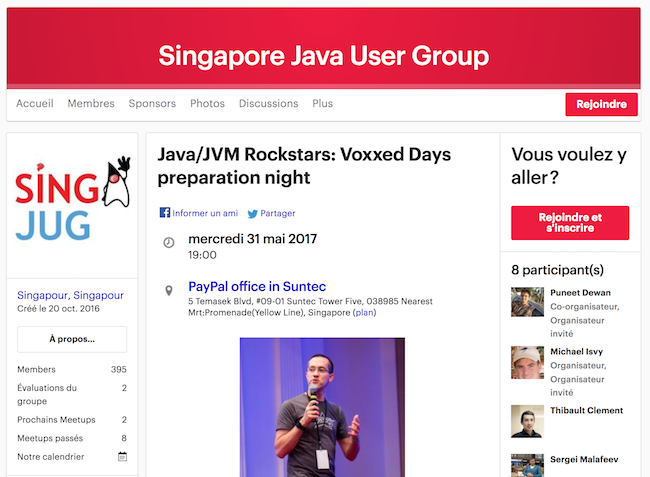 Singapore Java User Group
Accueil Membres Sponsors Photos Discussions Plus
Rejoindre
SING
JUG
Singapour, Singapour
Créé le 20 oct. 2016
À propos...
Members 395
Évaluations du
groupe 2
Prochains Meetups 2
Meetups passés 8
Notre calendrier
Java/JVM Rockstars: Voxxed Days
preparation night
Informer un ami Partager
mercredi 31 mai 2017
19:00
PayPal office in Suntec
5 Temasek Blvd, #09-01 Suntec Tower Five, 038985 Nearest
Mrt:Promenade(Yellow Line), Singapore (plan)
Vous voulez y
aller ?
Rejoindre et
s'inscrire
8 participant(s)
Puneet Dewan
Co-organisateur,
Organisateur
invité
Michael Isvy
Organisateur,
Organisateur
invité
Thibault Clement
Sergei Malafeev